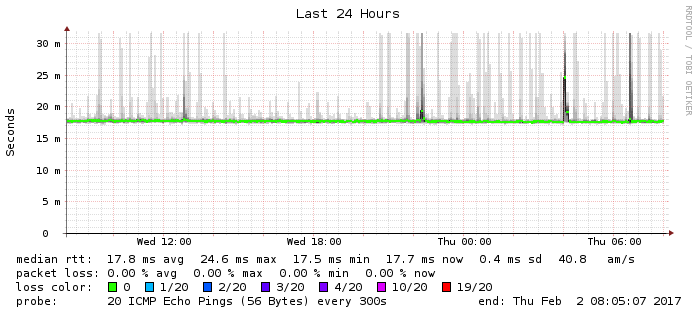 Last 24 Hours
RRDTOOL / TOBI OETIKER
Seconds
30 m
25 m
20 m
15 m
10 m
5 m
0
Wed 12:00 Wed 18:00 Thu 00:00 Thu 06:00
median rtt: 17.8 ms avg 24.6 ms max 17.5 ms min 17.7 ms now 0.4 ms sd 40.8 am/s
packet loss: 0.00 % avg 0.00 % max 0.00 % min 0.00 % now
loss color: 0 1/20 2/20 3/20 4/20 10/20 19/20
probe: 20 ICMP Echo Pings (56 Bytes) every 300s end: Thu Feb 2 08:05:07 2017